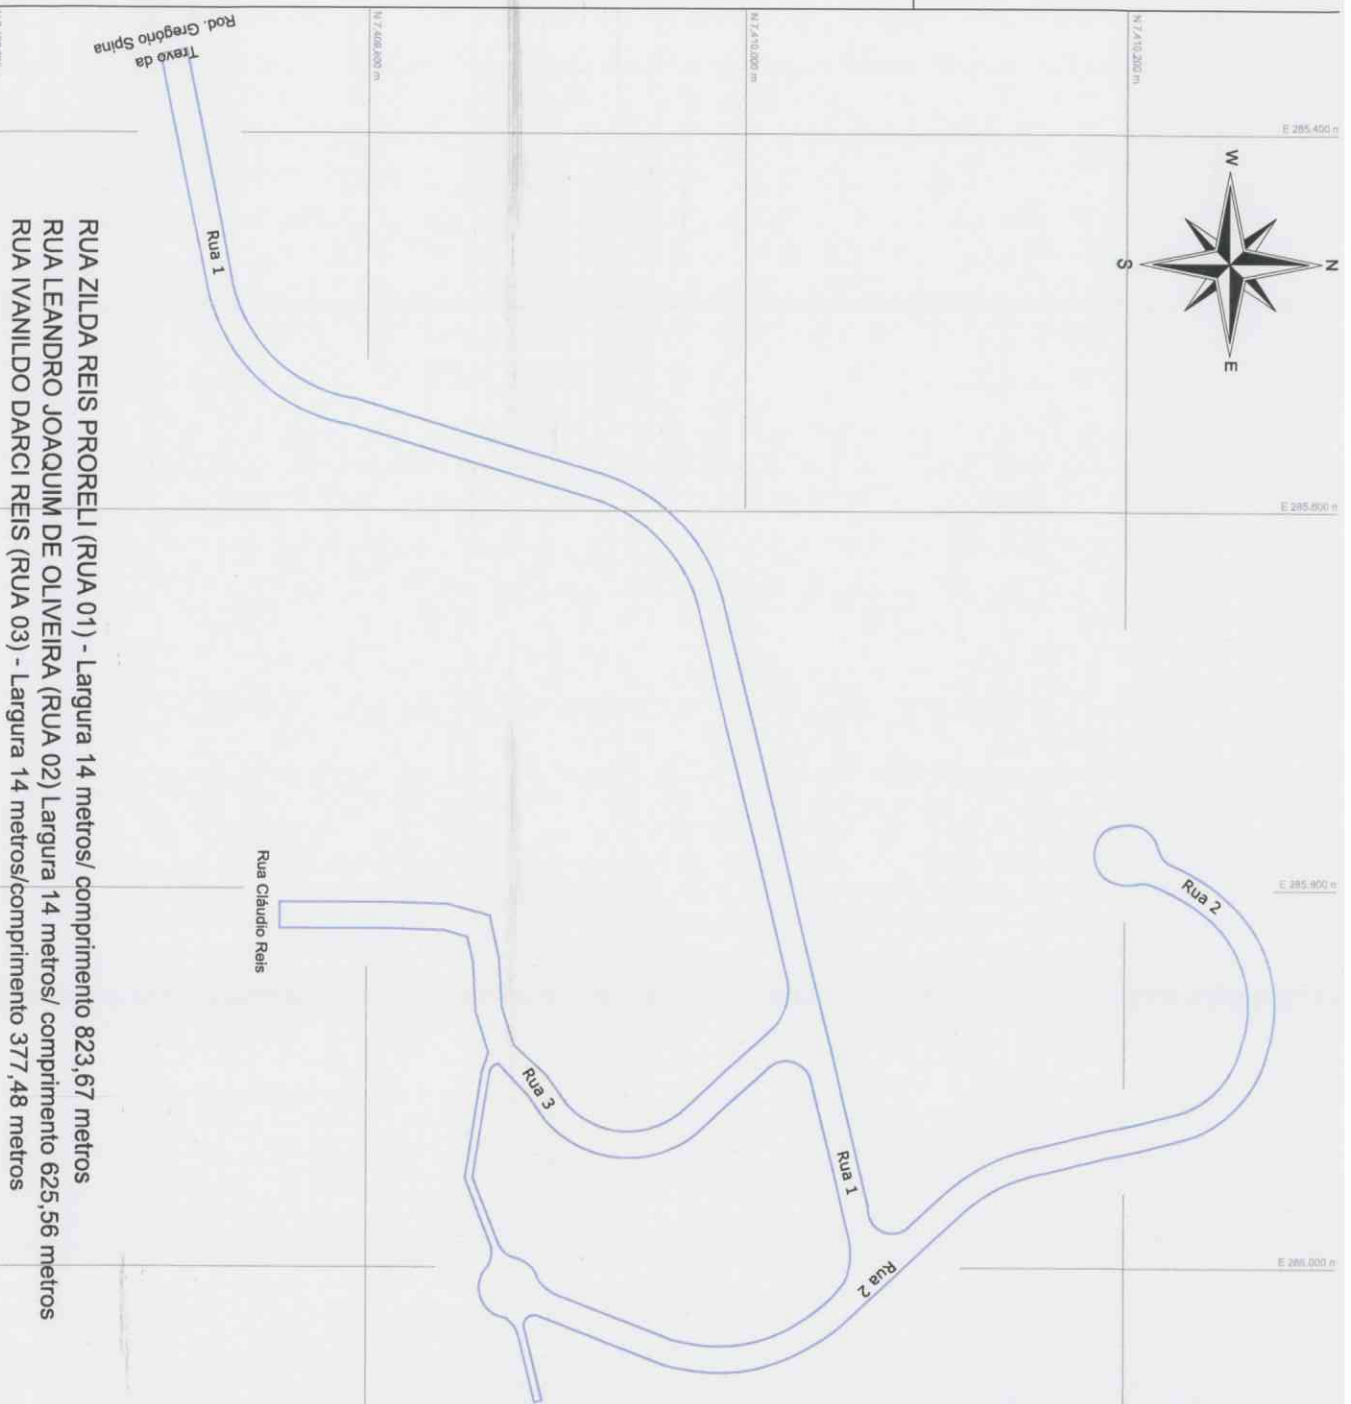 Trevo da
Rod. Gregório Spina
N 7.409.800 m
N 7.410.000 m
N 7.410.200 m
E 285.400 m
W
N
S
E
Rua 1
E 285.600 m
RUA ZILDA REIS PRORELI (RUA 01) - Largura 14 metros/ comprimento 823,67 metros
RUA LEANDRO JOAQUIM DE OLIVEIRA (RUA 02) Largura 14 metros/ comprimento 625,56 metros
RUA IVANILDO DARCI REIS (RUA 03) - Largura 14 metros/comprimento 377,48 metros
Rua Cláudio Reis
Rua 2
E 285.800 m
Rua 3
Rua 1
Rua 2
E 286.000 m